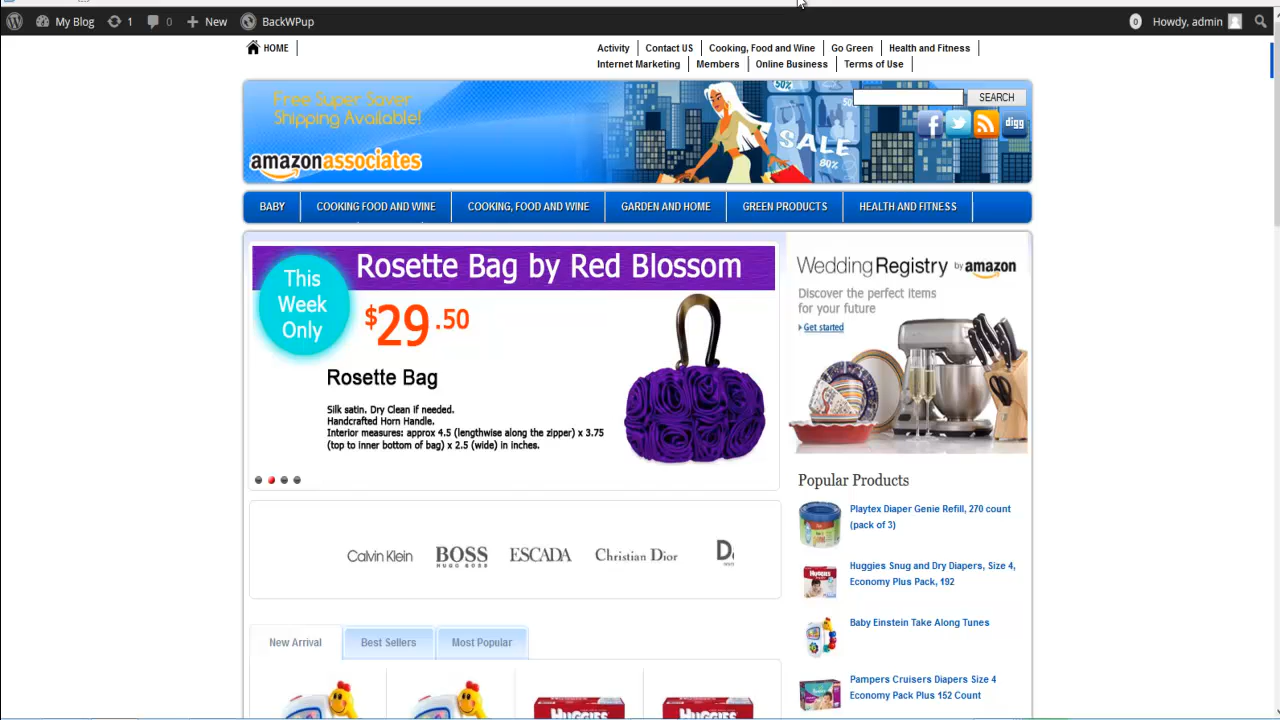 My Blog 1 0 New BackWPup 0 Howdy, admin
HOME
Activity Contact US Cooking, Food and Wine Go Green Health and Fitness
Internet Marketing Members Online Business Terms of Use
Free Super Saver
Shipping Available!
amazonassociates
50%
SALE
80%
SEARCH
digg
BABY COOKING FOOD AND WINE COOKING, FOOD AND WINE GARDEN AND HOME GREEN PRODUCTS HEALTH AND FITNESS
This
Week
Only
Rosette Bag by Red Blossom
$29.50
Rosette Bag
Silk satin. Dry Clean if needed.
Handcrafted Horn Handle.
Interior measures: approx 4.5 (lengthwise along the zipper) x 3.75
(top to inner bottom of bag) x 2.5 (wide) in inches.
Wedding Registry by amazon
Discover the perfect items
for your future
Get started
Calvin Klein BOSS ESCADA Christian Dior
HUGO BOSS
Popular Products
Playtex Diaper Genie Refill, 270 count
(pack of 3)
Huggies Snug and Dry Diapers, Size 4,
Economy Plus Pack, 192
Baby Einstein Take Along Tunes
Pampers Cruisers Diapers Size 4
Economy Pack Plus 152 Count
New Arrival Best Sellers Most Popular
HUGGIES HUGGIES